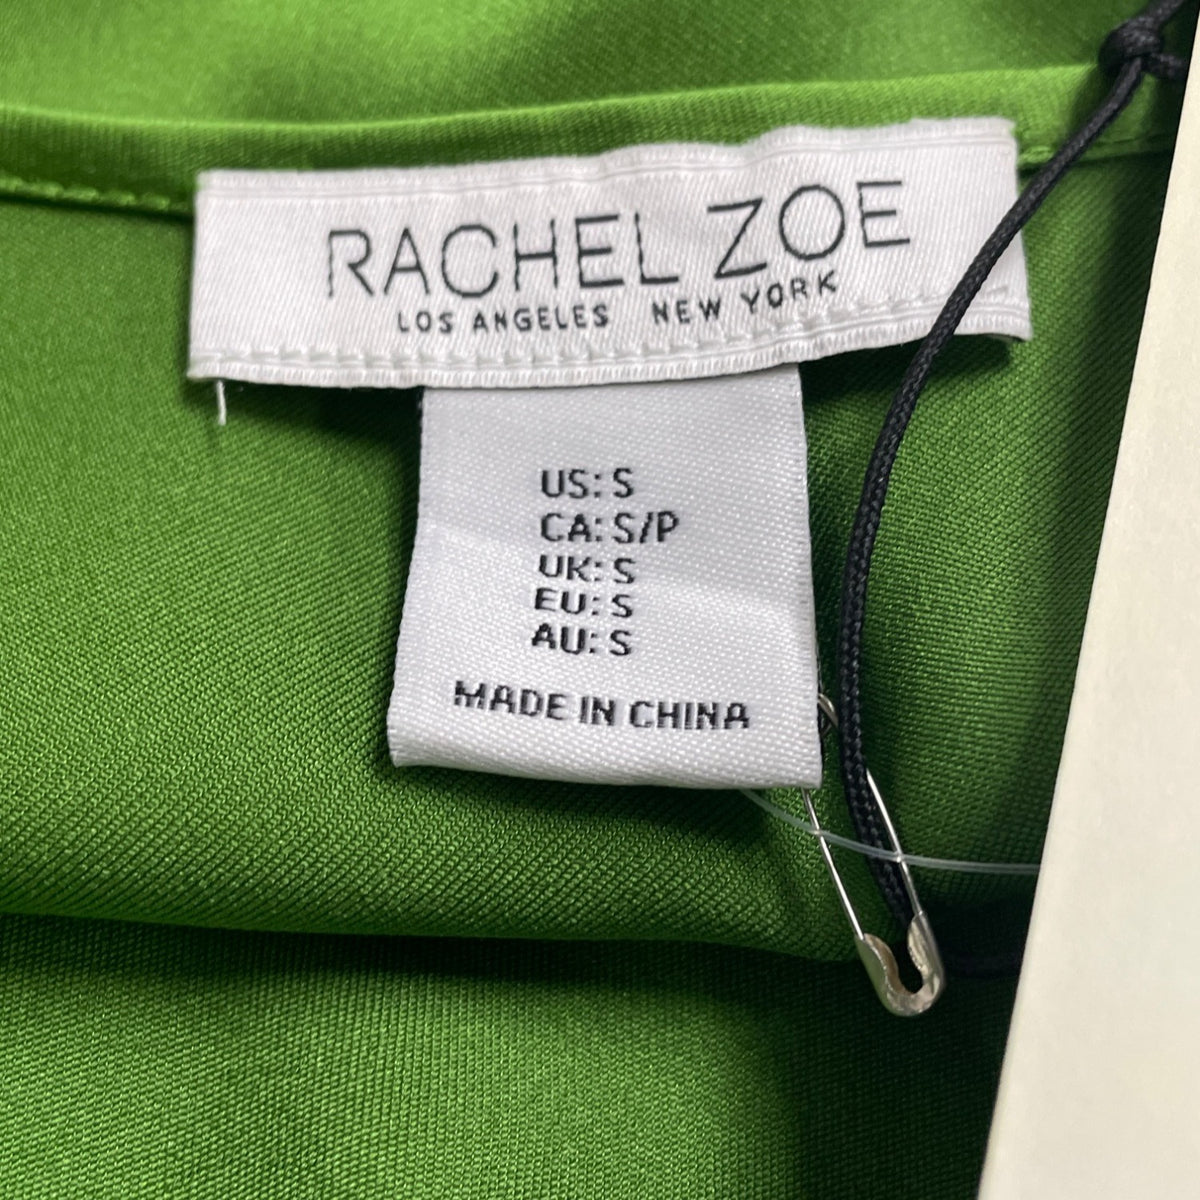 RACHEL ZOE
LOS ANGELES NEW YORK
US: S
CA: S/P
UK: S
EU: S
AU: S
MADE IN CHINA